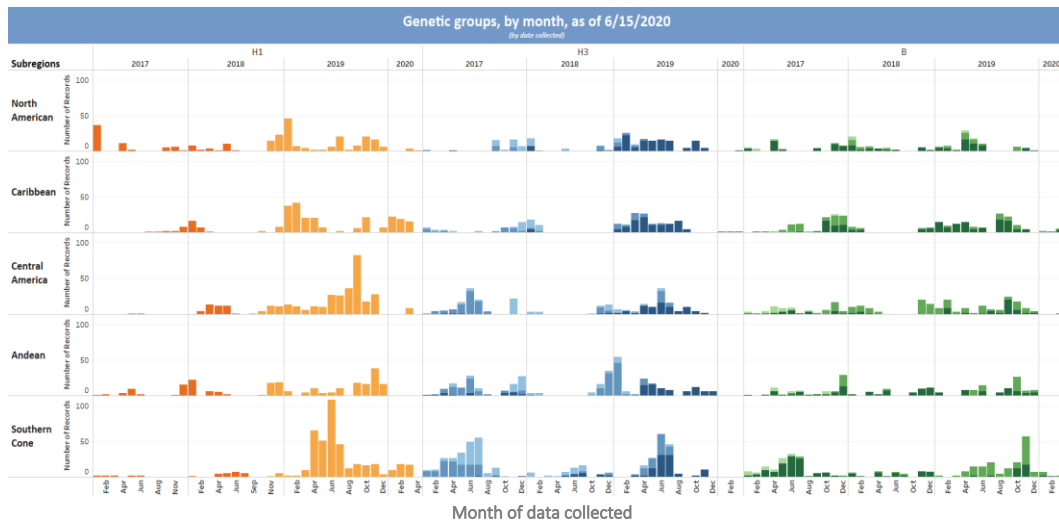 Genetic groups, by month, as of 6/15/2020
(by date collected)
H1 H3 B
Subregions 2017 2018 2019 2020 2017 2018 2019 2020 2017 2018 2019 2020
North American
Number of Records
100
50
0
Caribbean
Number of Records
100
50
0
Central America
Number of Records
100
50
0
Andean
Number of Records
100
50
0
Southern Cone
Number of Records
100
50
0
Feb Apr Jun Aug Nov Feb Apr Jun Sep Nov Feb Apr Jun Aug Oct Dec Feb Apr Feb Apr Jun Aug Oct Dec Feb Apr Jun Oct Dec Feb Apr Jun Aug Oct Dec Feb Feb Apr Jun Aug Oct Dec Feb Apr Jun Oct Dec Feb Apr Jun Aug Oct Dec Feb
Month of data collected